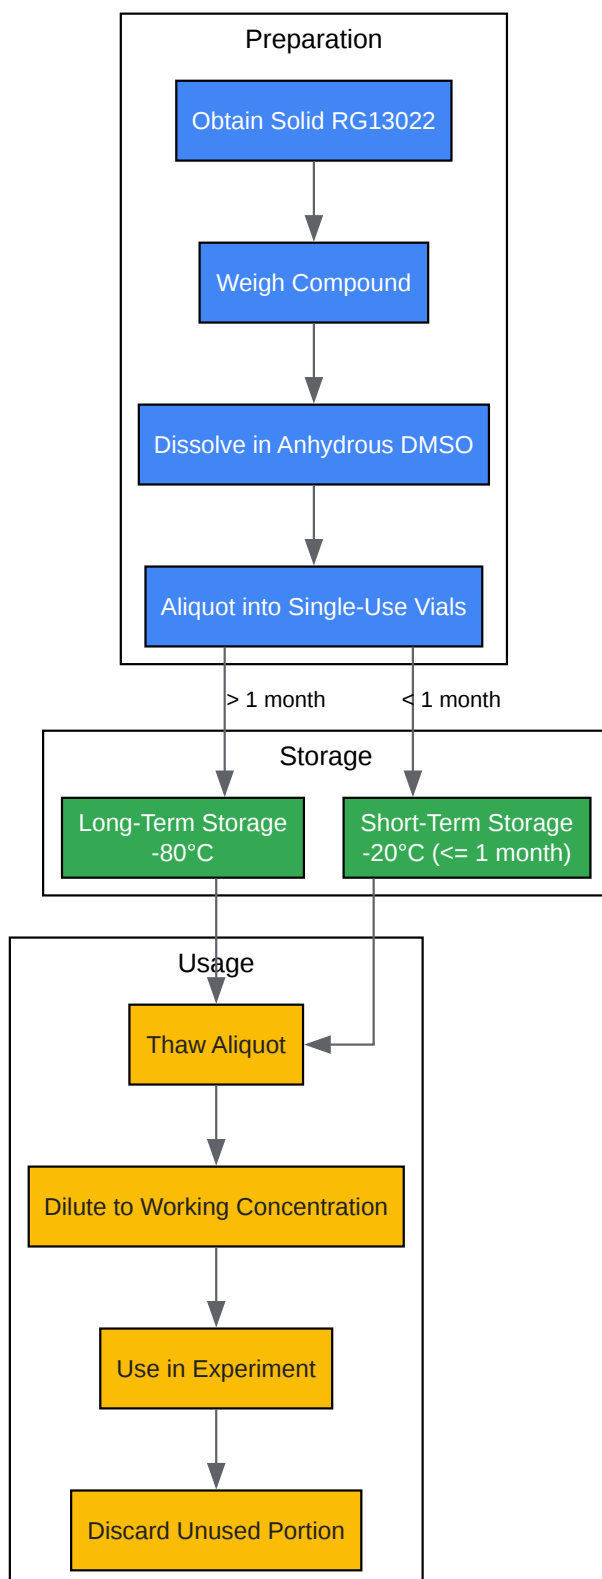 Preparation
Obtain Solid RG13022
Weigh Compound
Dissolve in Anhydrous DMSO
Aliquot into Single-Use Vials
> 1 month
< 1 month
Storage
Long-Term Storage
-80°C
Short-Term Storage
-20°C (<= 1 month)
Usage
Thaw Aliquot
Dilute to Working Concentration
Use in Experiment
Discard Unused Portion